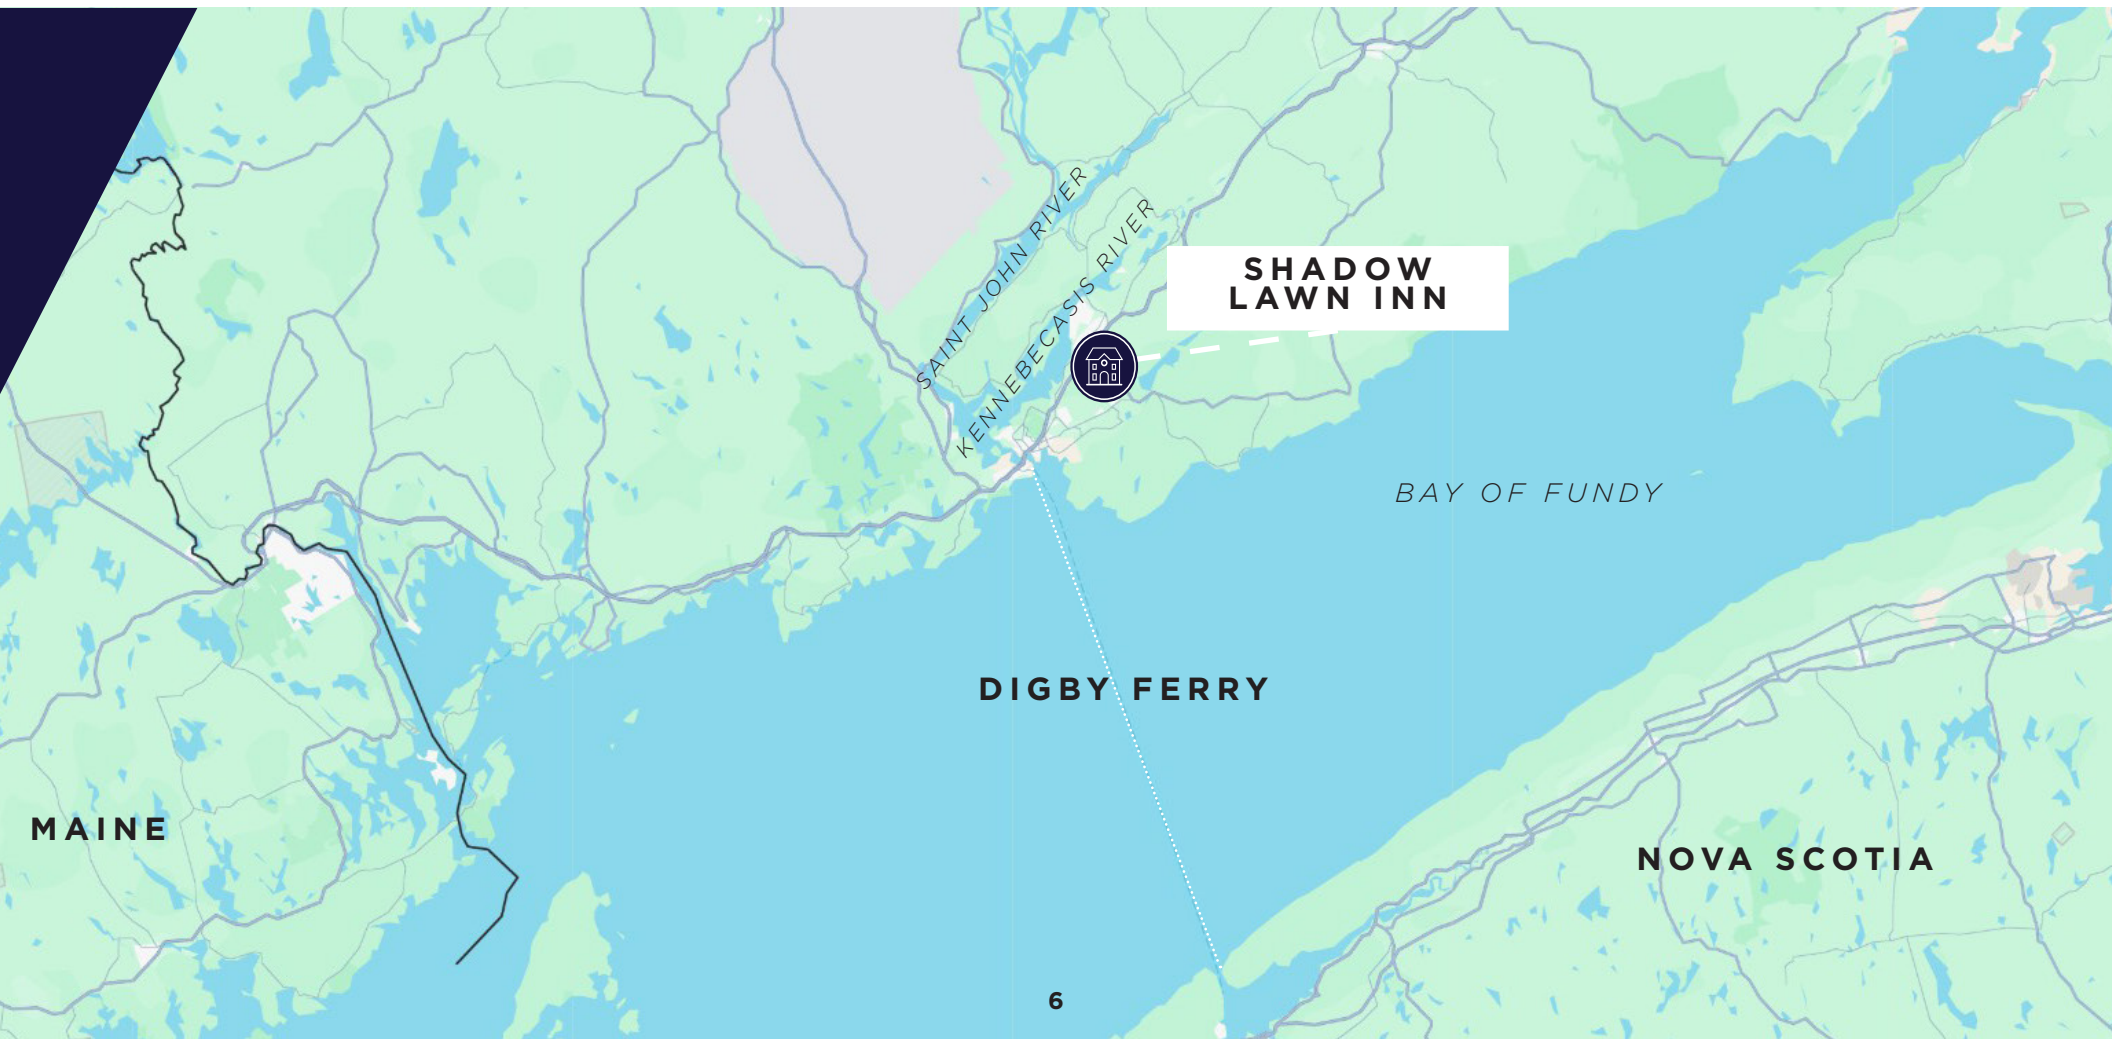 SAINT JOHN RIVER
KENNEBECASIS RIVER
SHADOW
LAWN INN
BAY OF FUNDY
DIGBY FERRY
MAINE
NOVA SCOTIA
6